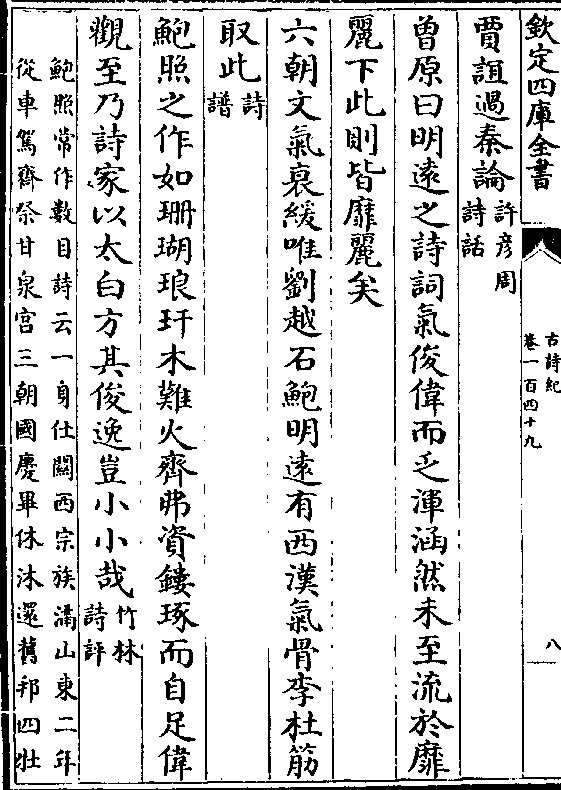 欽定四庫全書
古詩紀
卷一百四十九
八
賈誼過秦論許彦周
詩話
曾原曰明遠之詩詞氣俊偉而乏渾涵然未至流於靡
麗下此則皆靡麗矣
六朝文氣衰緩唯劉越石鮑明遠有西漢氣骨李杜筋
取此詩
譜
鮑照之作如珊瑚琅玕木難火齊弗資鏤琢而自足偉
觀至乃詩家以太白方其俊逸豈小小哉竹林
詩評
鮑照常作數目詩云一身仕關西宗族滿山東二年
從車駕齋祭甘泉宫三朝國慶畢休沐還舊邦四牡